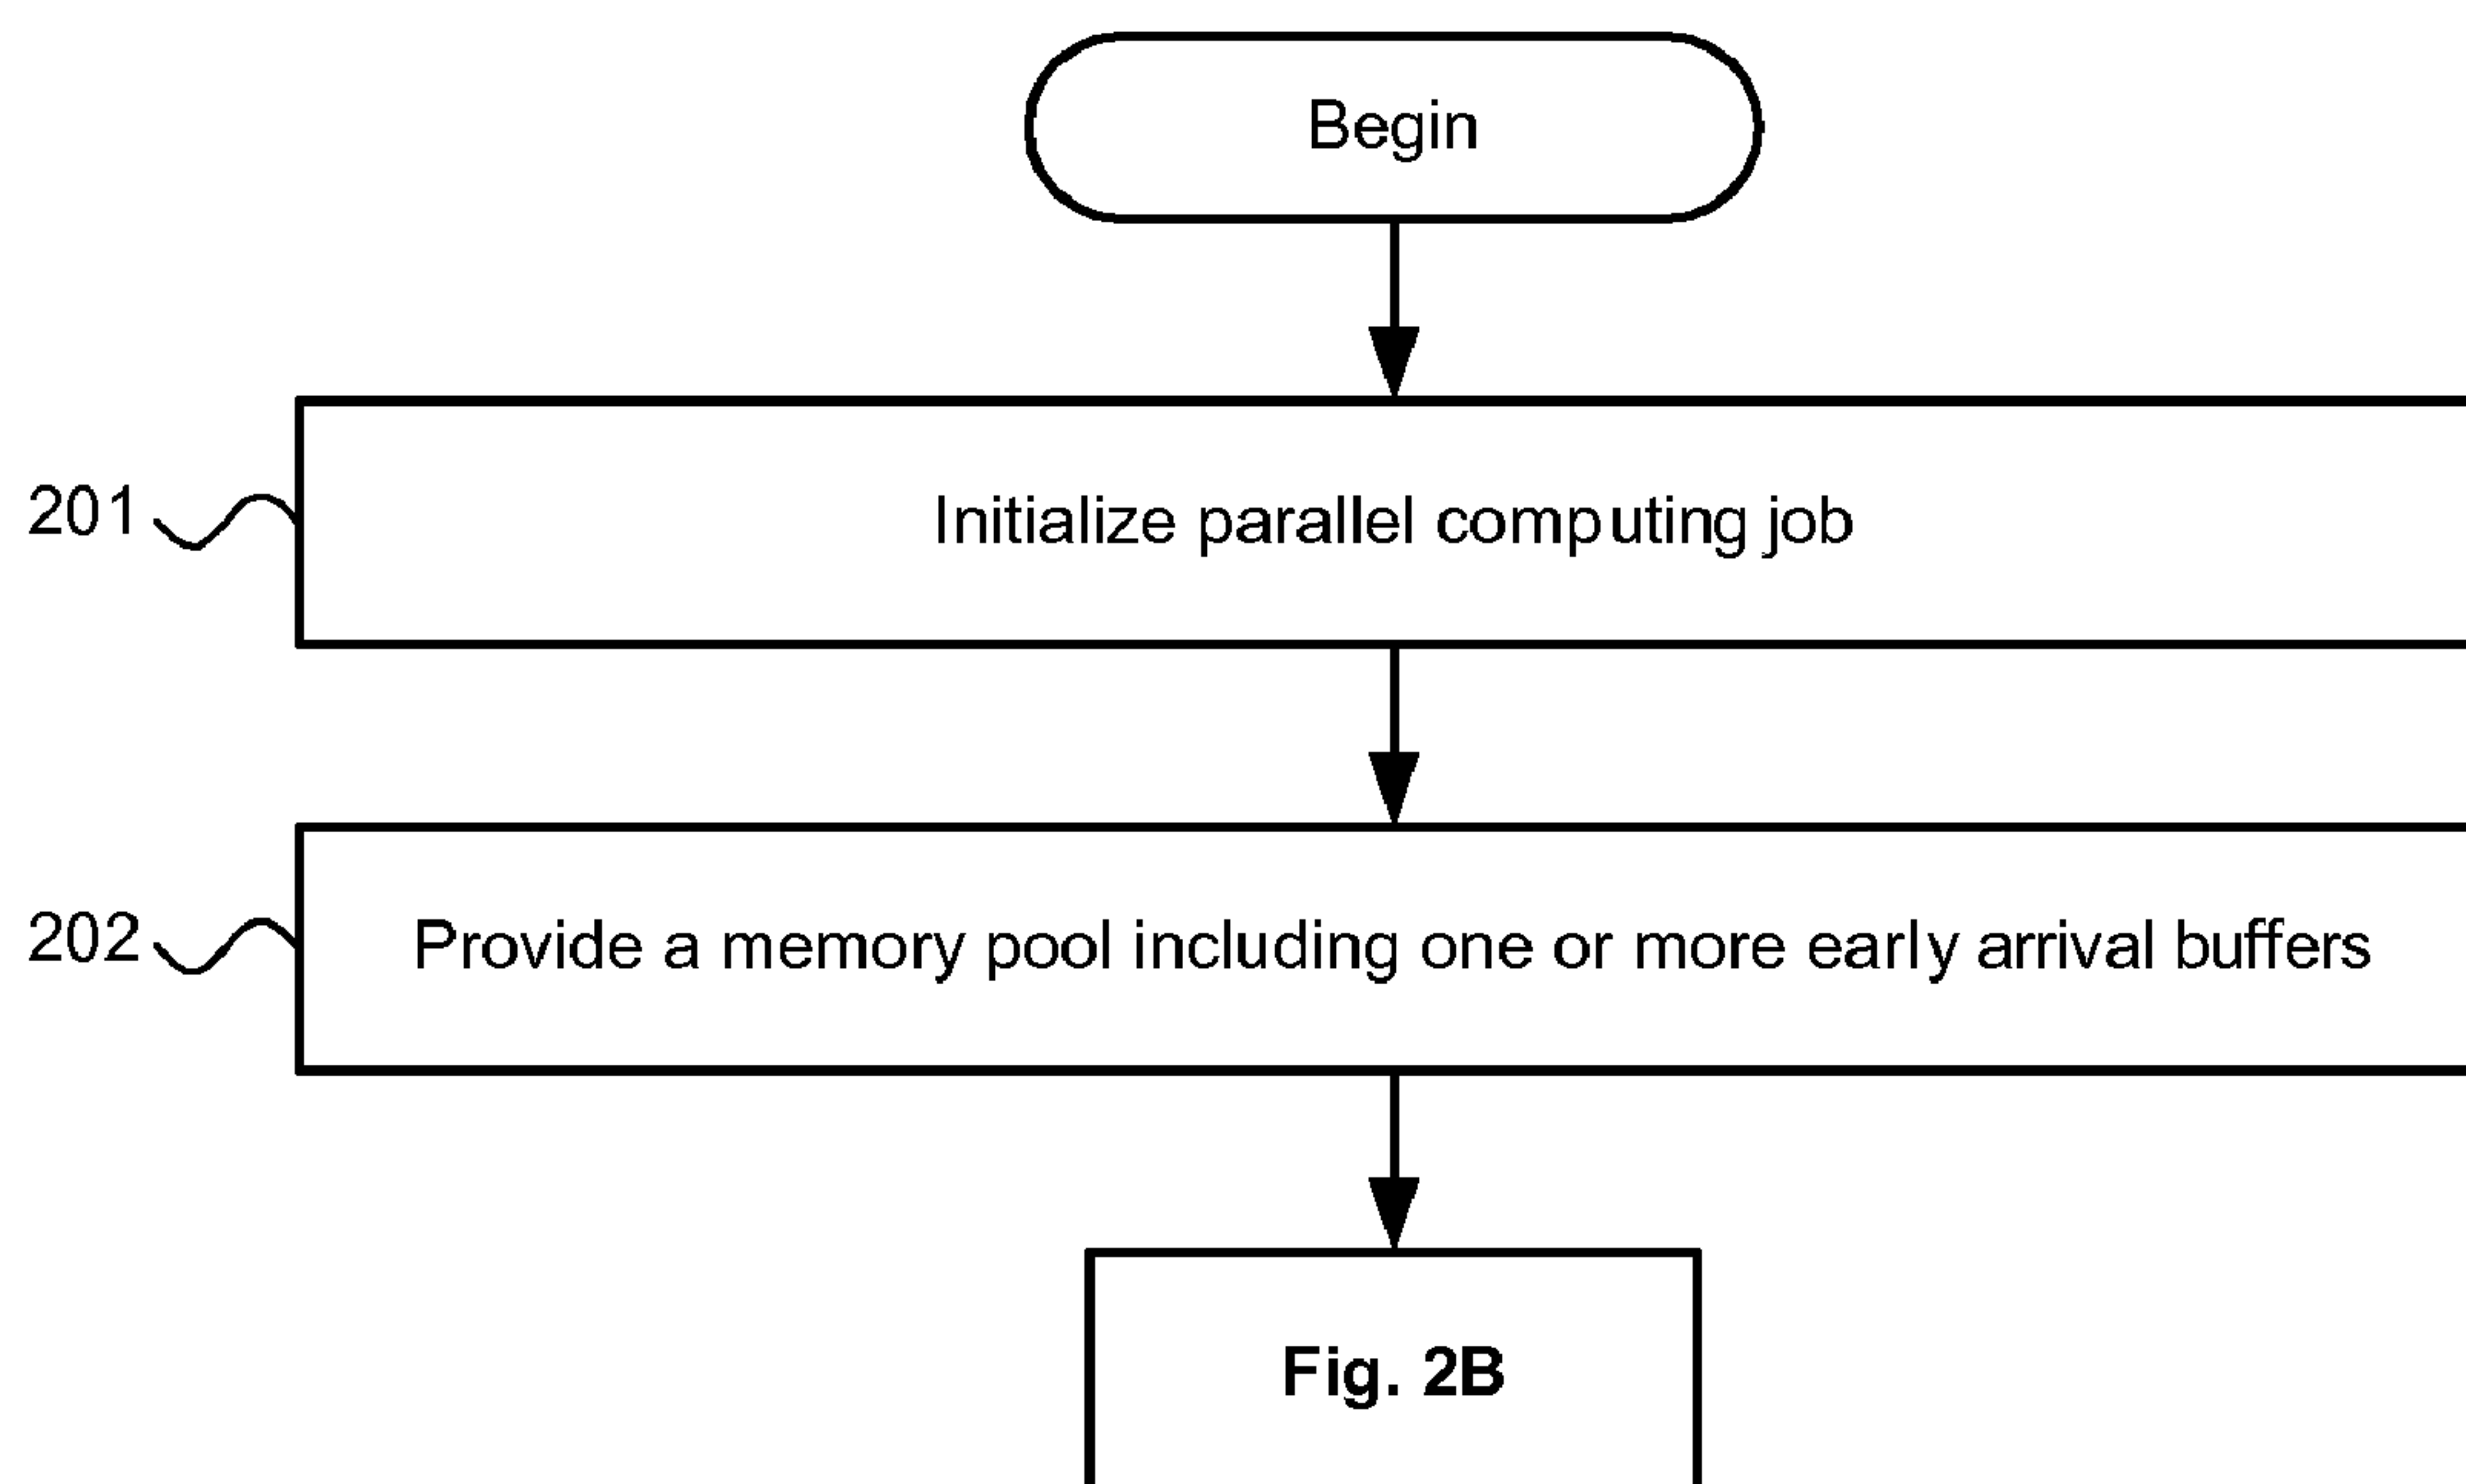 Begin
201
Initialize parallel computing job
202
Provide a memory pool including one or more early arrival buffers
Fig. 2B